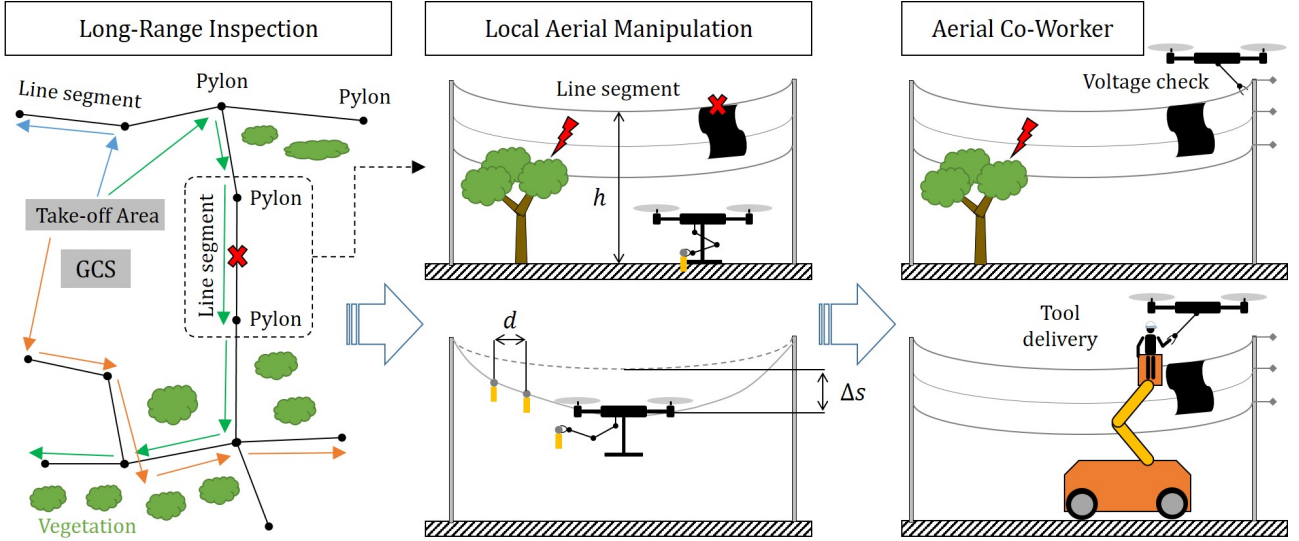 Long-Range Inspection
Line segment
Pylon
Pylon
Pylon
Take-off Area
GCS
Line segment
Pylon
Vegetation
Local Aerial Manipulation
Line segment
h
d
Δs
Aerial Co-Worker
Voltage check
Tool
delivery